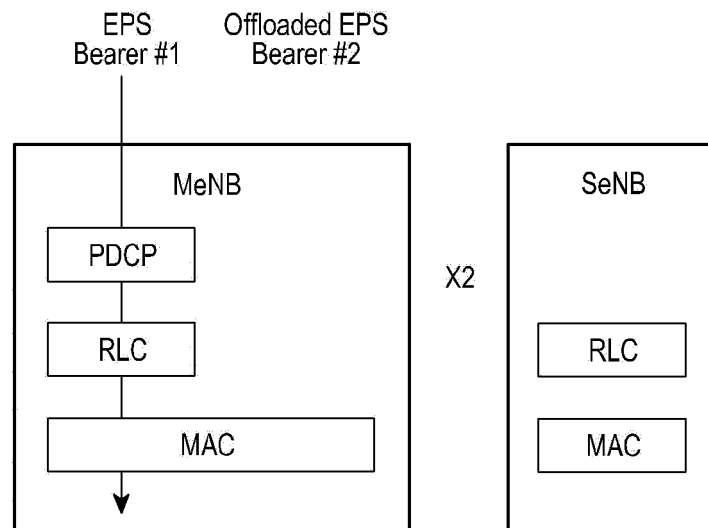 EPS
Bearer #1
Offloaded EPS
Bearer #2
MeNB
SeNB
PDCP
X2
RLC
RLC
MAC
MAC